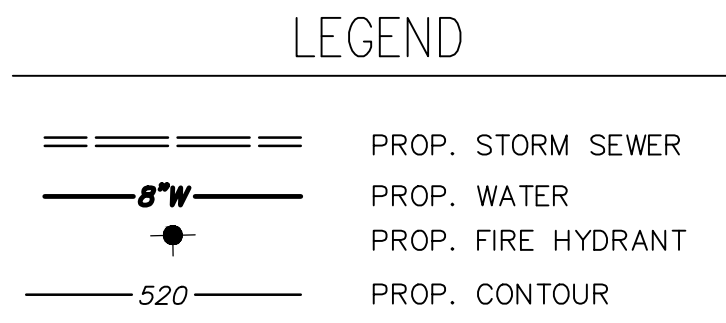 LEGEND
PROP. STORM SEWER
8"W PROP. WATER
PROP. FIRE HYDRANT
520 PROP. CONTOUR